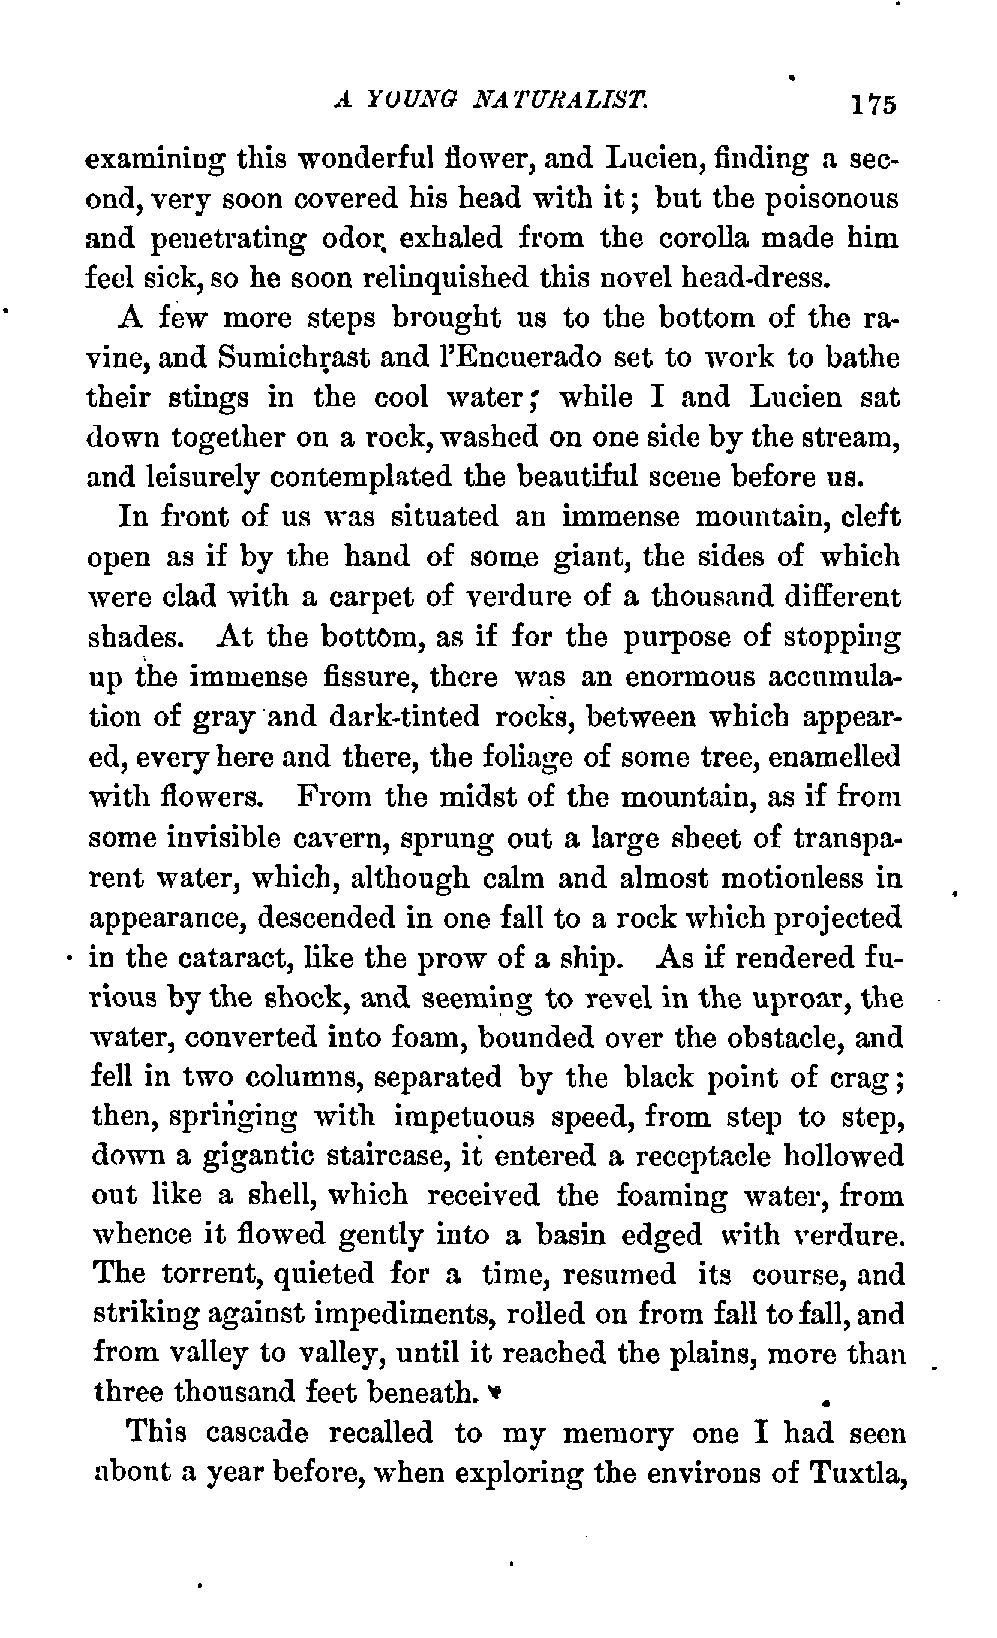 A YOUNG NATURALIST. 175
examining this wonderful flower, and Lucien, finding a sec-
ond, very soon covered his head with it; but the poisonous
and penetrating odor exhaled from the corolla made him
feel sick, so he soon relinquished this novel head-dress.
A few more steps brought us to the bottom of the ra-
vine, and Sumichrast and l'Encuerado set to work to bathe
their stings in the cool water; while I and Lucien sat
down together on a rock, washed on one side by the stream,
and leisurely contemplated the beautiful scene before us.
In front of us was situated an immense mountain, cleft
open as if by the hand of some giant, the sides of which
were clad with a carpet of verdure of a thousand different
shades. At the bottom, as if for the purpose of stopping
up the immense fissure, there was an enormous accumula-
tion of gray and dark-tinted rocks, between which appear-
ed, every here and there, the foliage of some tree, enamelled
with flowers. From the midst of the mountain, as if from
some invisible cavern, sprung out a large sheet of transpa-
rent water, which, although calm and almost motionless in
appearance, descended in one fall to a rock which projected
in the cataract, like the prow of a ship. As if rendered fu-
rious by the shock, and seeming to revel in the uproar, the
water, converted into foam, bounded over the obstacle, and
fell in two columns, separated by the black point of crag;
then, springing with impetuous speed, from step to step,
down a gigantic staircase, it entered a receptacle hollowed
out like a shell, which received the foaming water, from
whence it flowed gently into a basin edged with verdure.
The torrent, quieted for a time, resumed its course, and
striking against impediments, rolled on from fall to fall, and
from valley to valley, until it reached the plains, more than
three thousand feet beneath.
This cascade recalled to my memory one I had seen
about a year before, when exploring the environs of Tuxtla,